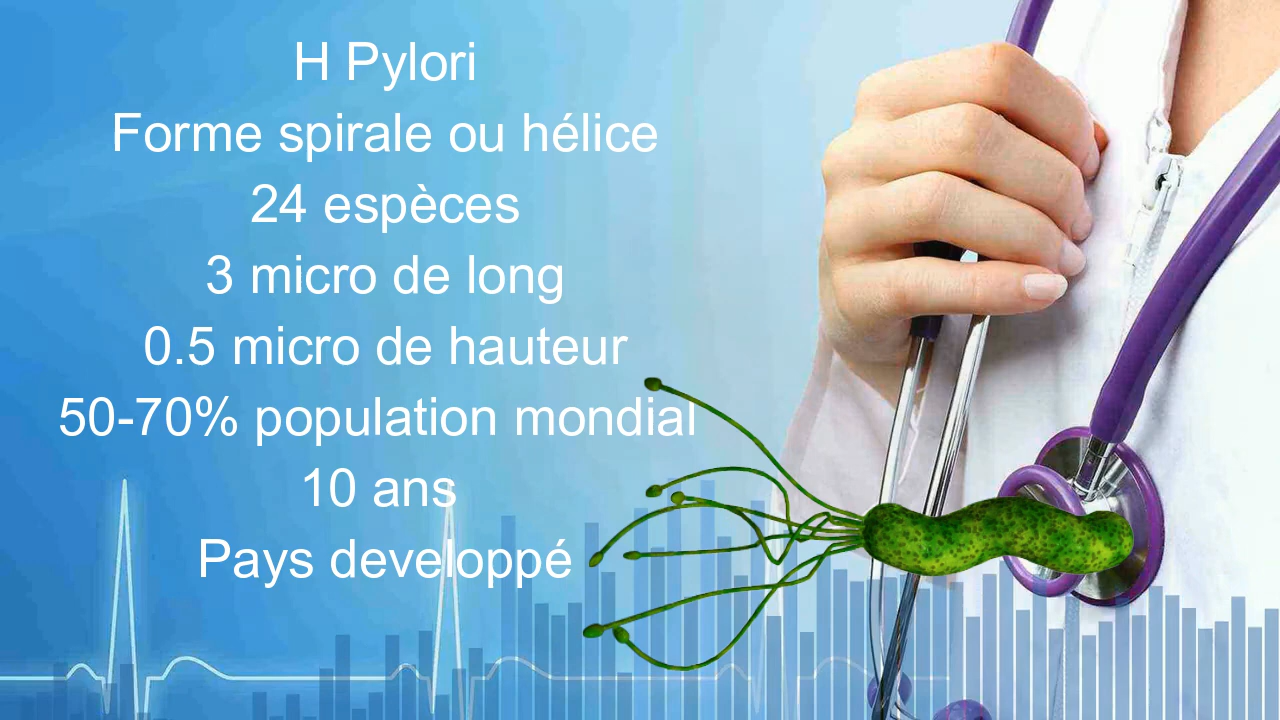 H Pylori
Forme spirale ou hélice
24 espèces
3 micro de long
0.5 micro de hauteur
50-70% population mondial
10 ans
Pays developpé